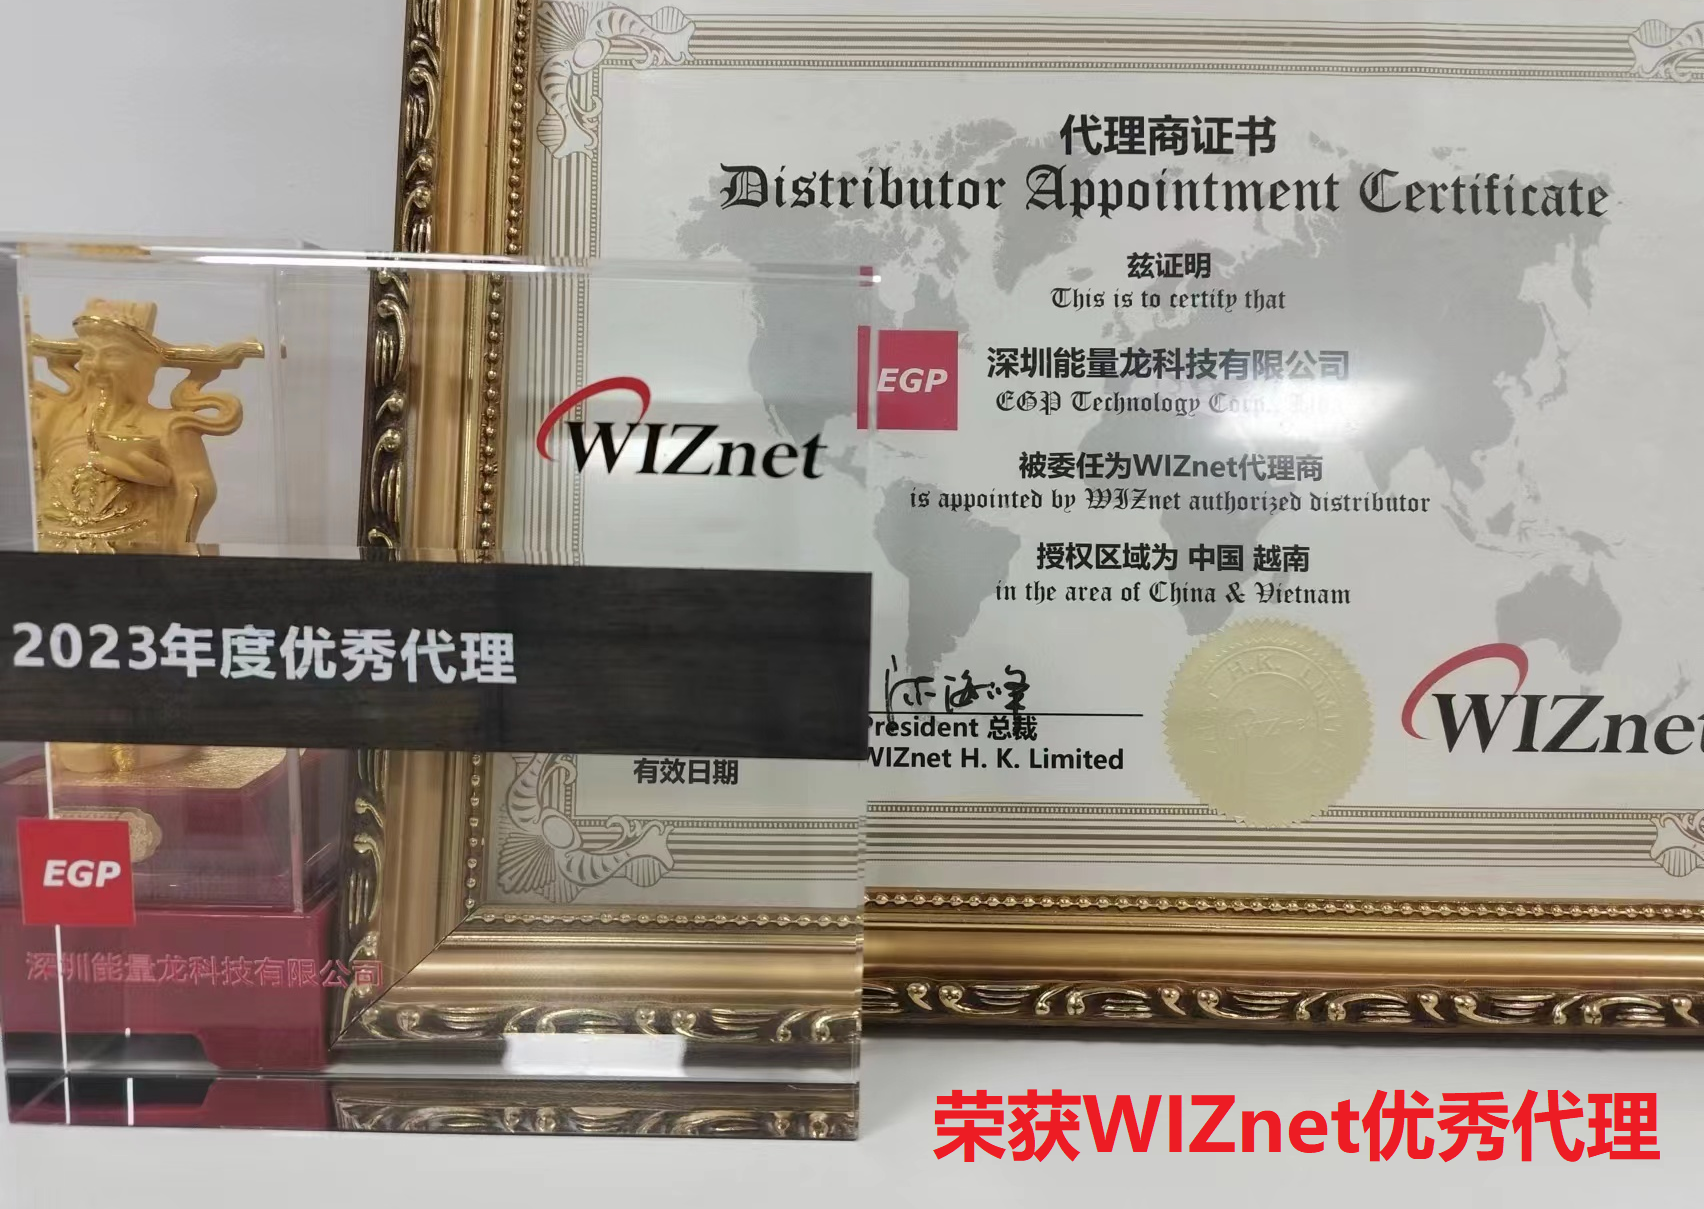 代理商证书
Distributor Appointment Certificate
兹证明
This is to certify that
EGP
深圳能量龙科技有限公司
EGP Technology Corp.,
被委任为WIZnet代理商
is appointed by WIZnet authorized distributor
授权区域为 中国 越南
in the area of China & Vietnam
President 总裁
WIZnet H. K. Limited
有效日期
WIZnet
WIZnet
2023年度优秀代理
EGP
深圳能量龙科技有限公司
荣获WIZnet优秀代理